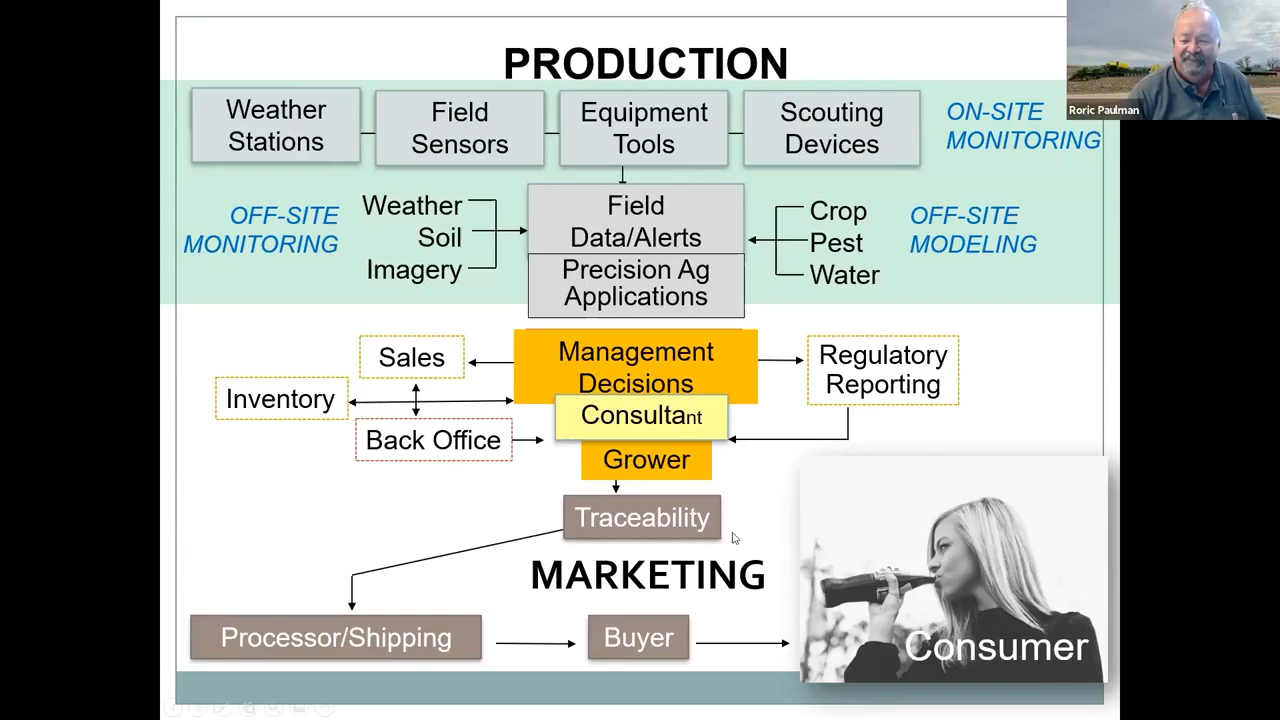 PRODUCTION
Roric Paulman
Weather
Stations
Field
Sensors
Equipment
Tools
Scouting
Devices
ON-SITE
MONITORING
OFF-SITE
MONITORING
Weather
Soil
Imagery
Field
Data/Alerts
Precision Ag
Applications
Crop
Pest
Water
OFF-SITE
MODELING
Sales
Inventory
Back Office
Management
Decisions
Consultant
Grower
Regulatory
Reporting
Traceability
MARKETING
Processor/Shipping
Buyer
Consumer